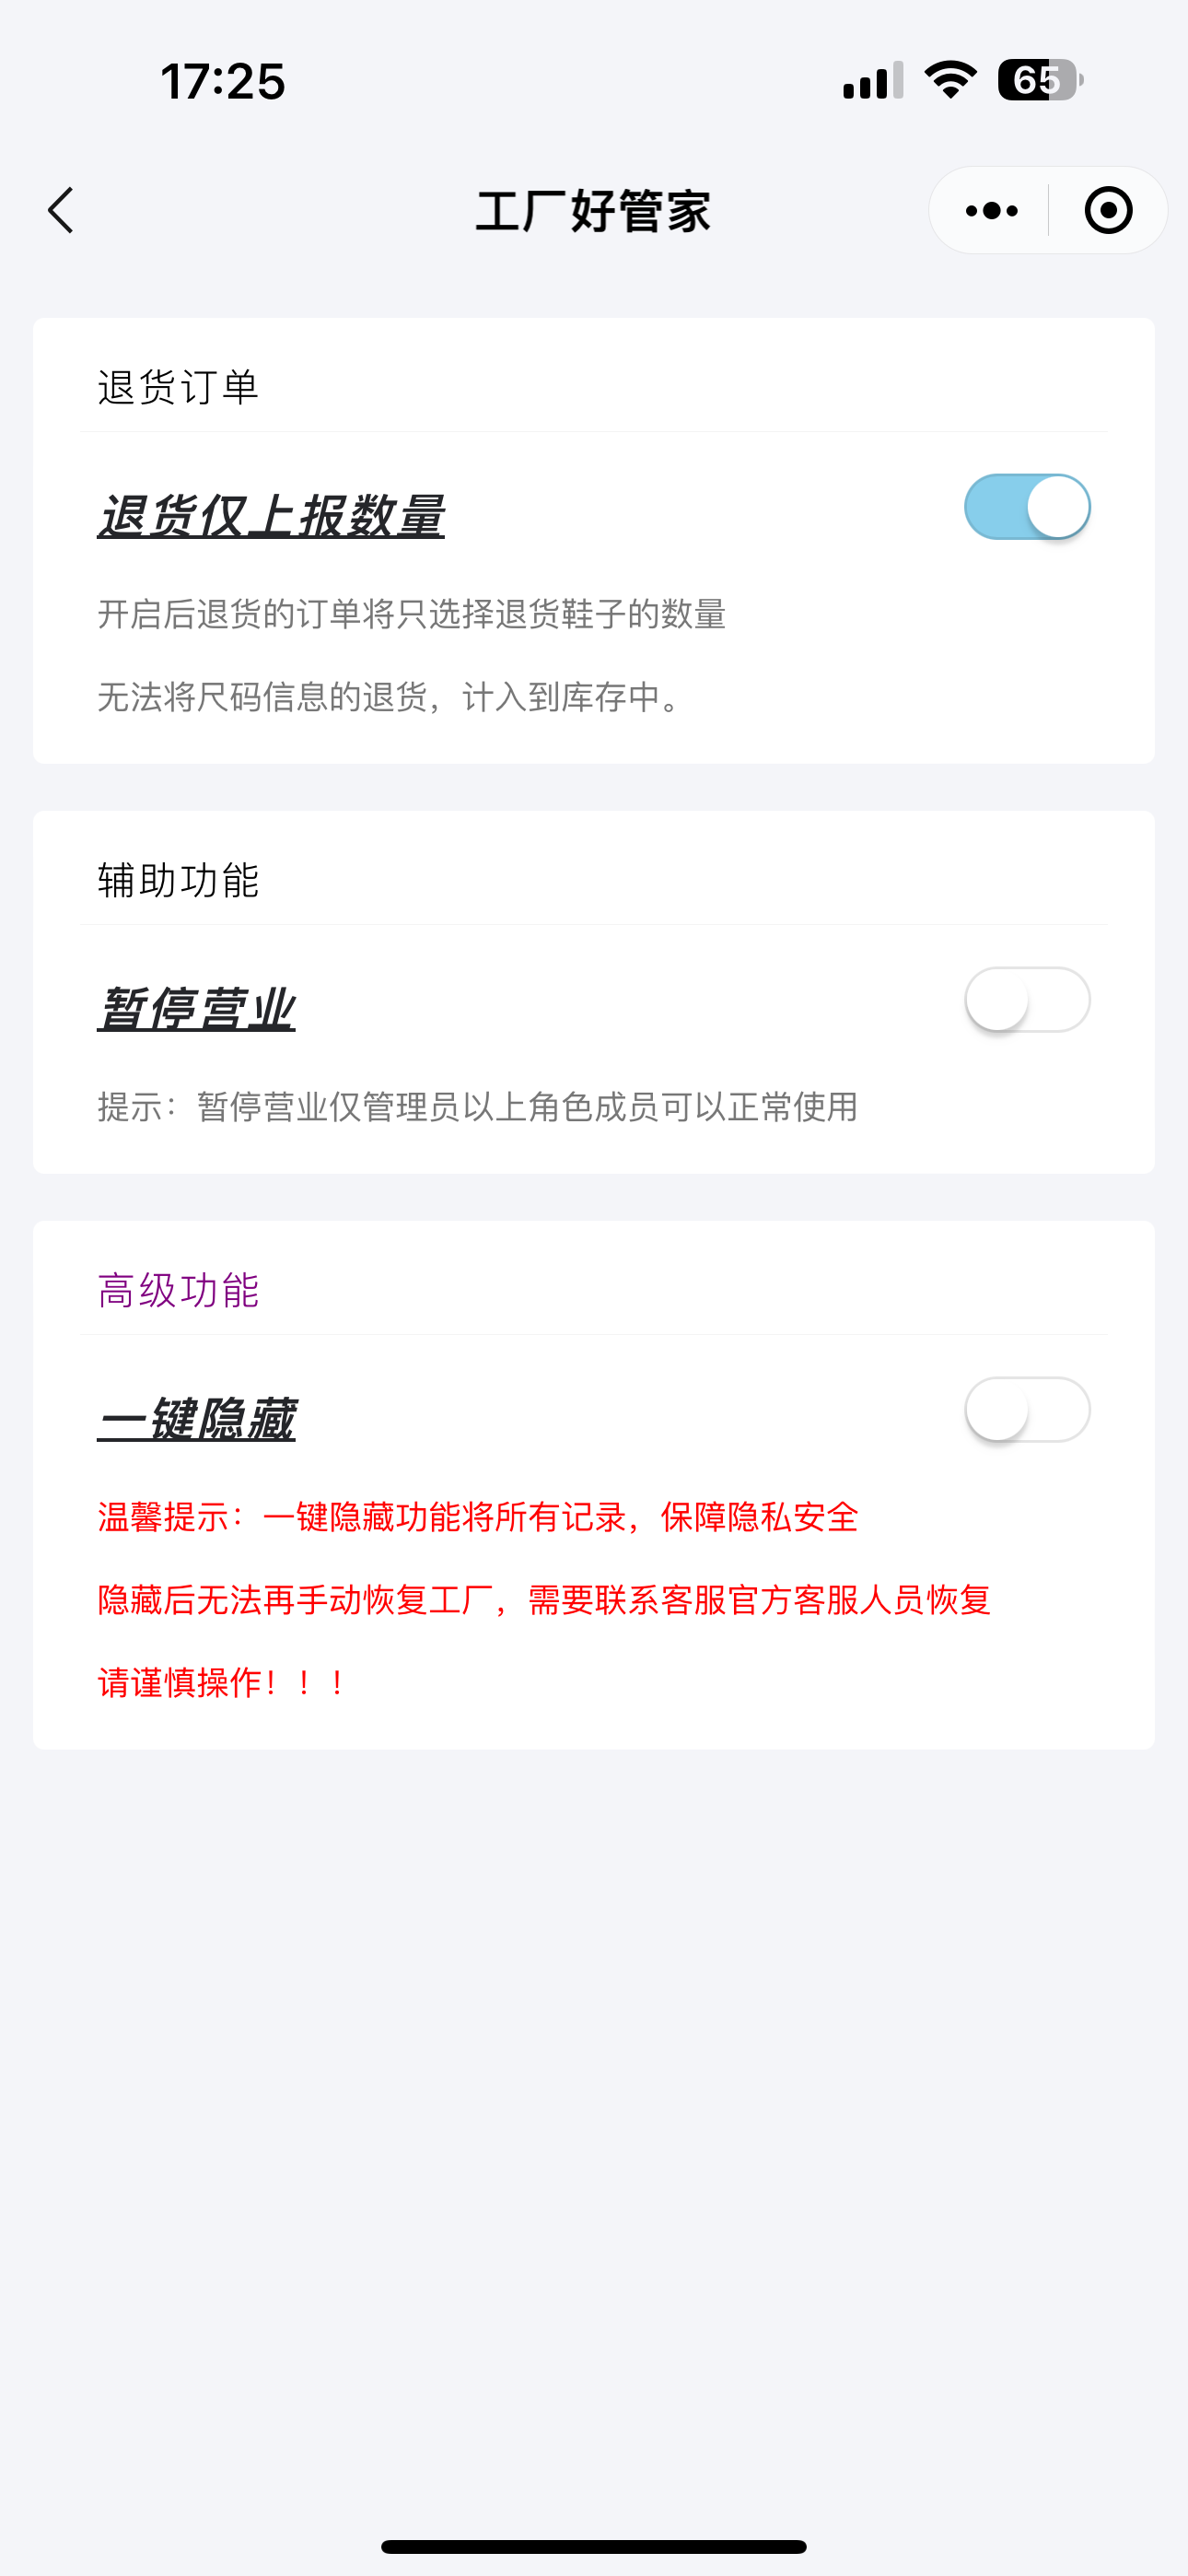 17:25
65
工厂好管家
退货订单
退货仅上报数量
开启后退货的订单将只选择退货鞋子的数量
无法将尺码信息的退货，计入到库存中。
辅助功能
暂停营业
提示：暂停营业仅管理员以上角色成员可以正常使用
高级功能
一键隐藏
温馨提示：一键隐藏功能将所有记录，保障隐私安全
隐藏后无法再手动恢复工厂，需要联系客服官方客服人员恢复
请谨慎操作！！！